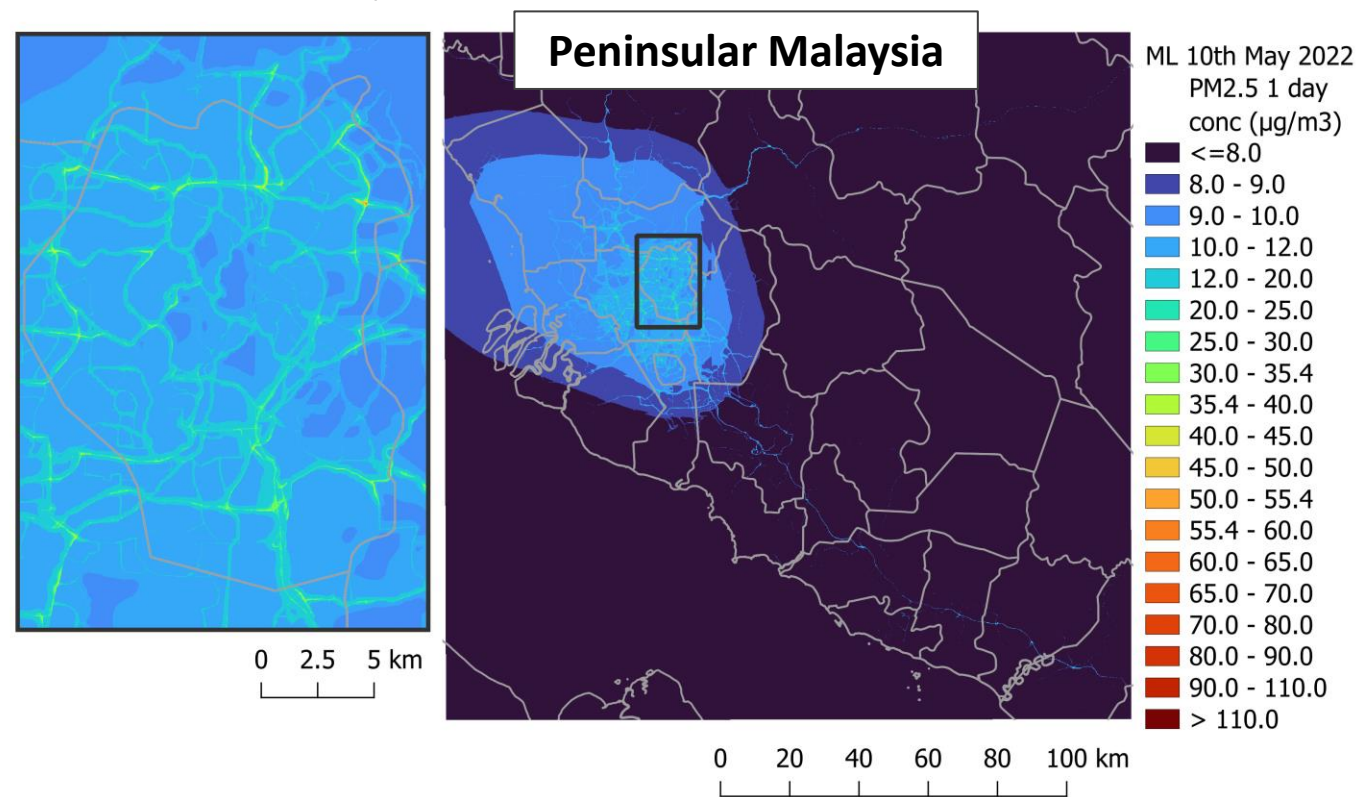 Peninsular Malaysia
ML 10th May 2022
PM2.5 1 day
conc (µg/m3)
<=8.0
8.0 - 9.0
9.0 - 10.0
10.0 - 12.0
12.0 - 20.0
20.0 - 25.0
25.0 - 30.0
30.0 - 35.4
35.4 - 40.0
40.0 - 45.0
45.0 - 50.0
50.0 - 55.4
55.4 - 60.0
60.0 - 65.0
65.0 - 70.0
70.0 - 80.0
80.0 - 90.0
90.0 - 110.0
> 110.0
0 2.5 5 km
0 20 40 60 80 100 km